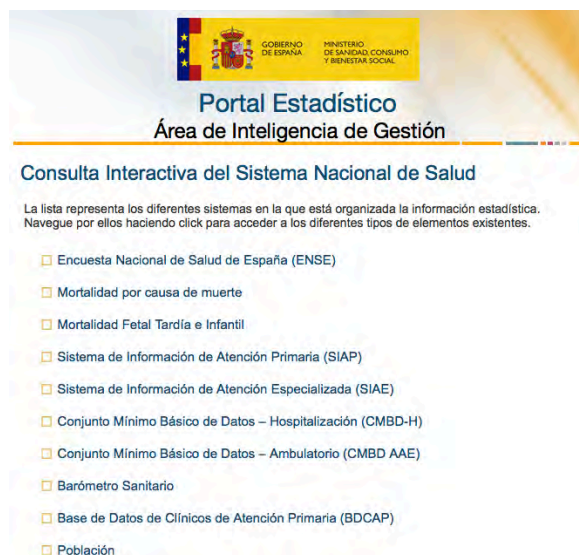 GOBIERNO
DE ESPAÑA
MINISTERIO
DE SANIDAD, CONSUMO
Y BIENESTAR SOCIAL
Portal Estadístico
Área de Inteligencia de Gestión
Consulta Interactiva del Sistema Nacional de Salud
La lista representa los diferentes sistemas en la que está organizada la información estadística.
Navegue por ellos haciendo click para acceder a los diferentes tipos de elementos existentes.
Encuesta Nacional de Salud de España (ENSE)
Mortalidad por causa de muerte
Mortalidad Fetal Tardía e Infantil
Sistema de Información de Atención Primaria (SIAP)
Sistema de Información de Atención Especializada (SIAE)
Conjunto Mínimo Básico de Datos – Hospitalización (CMBD-H)
Conjunto Mínimo Básico de Datos – Ambulatorio (CMBD AAE)
Barómetro Sanitario
Base de Datos de Clínicos de Atención Primaria (BDCAP)
Población